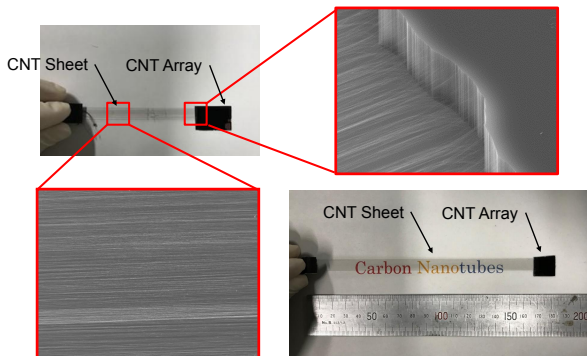 CNT Sheet
CNT Array
CNT Sheet
CNT Array
Carbon Nanotubes
50 100 150 200